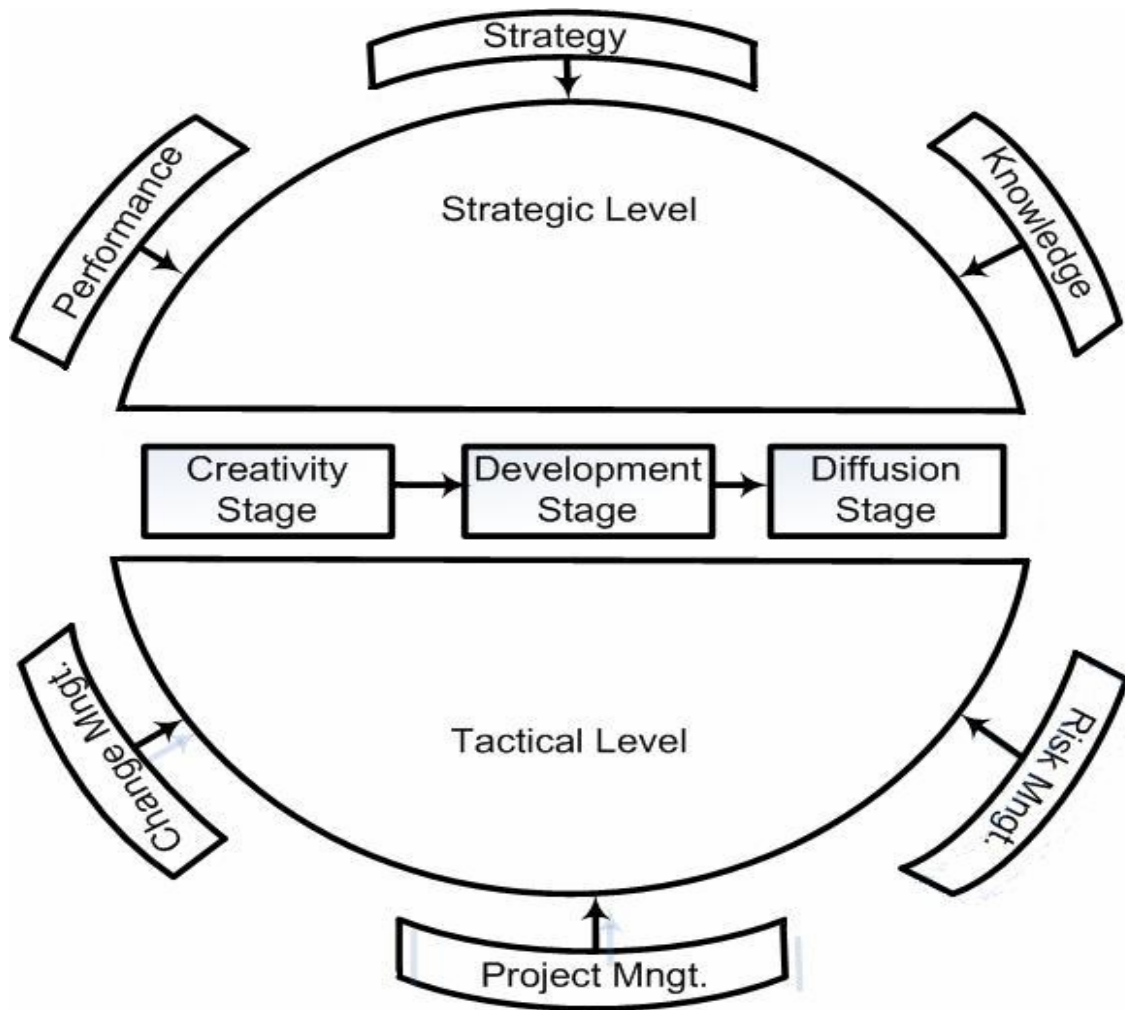 Strategy
Performance
Knowledge
Strategic Level
Creativity
Stage
Development
Stage
Diffusion
Stage
Tactical Level
Change Mngt.
Risk Mngt.
Project Mngt.